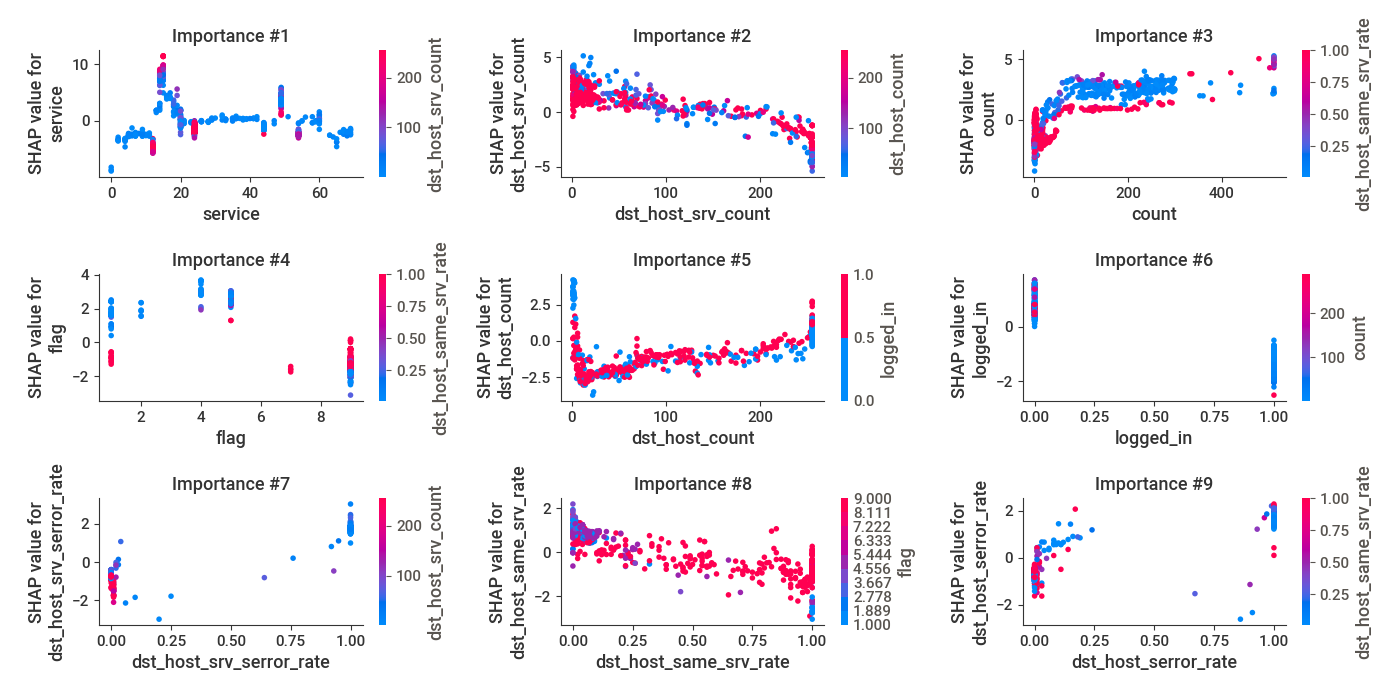 Importance #1
SHAP value for
service
10
0
0
20
40
60
service
200
100
dst_host_srv_count
Importance #2
SHAP value for
dst_host_srv_count
5
0
−5
0
100
200
dst_host_srv_count
200
100
dst_host_count
Importance #3
SHAP value for
count
5
0
0
200
400
count
1.00
0.75
0.50
0.25
dst_host_same_srv_rate
Importance #4
SHAP value for
flag
4
2
0
−2
2
4
6
8
flag
1.00
0.75
0.50
0.25
dst_host_same_srv_rate
Importance #5
SHAP value for
dst_host_count
2.5
0.0
−2.5
0
100
200
dst_host_count
1.0
0.5
0.0
logged_in
Importance #6
SHAP value for
logged_in
0
−2
0.00
0.25
0.50
0.75
1.00
logged_in
200
100
count
Importance #7
SHAP value for
dst_host_srv_serror_rate
2
0
−2
0.00
0.25
0.50
0.75
1.00
dst_host_srv_serror_rate
200
100
dst_host_srv_count
Importance #8
SHAP value for
dst_host_same_srv_rate
2
0
−2
0.00
0.25
0.50
0.75
1.00
dst_host_same_srv_rate
9.000
8.111
7.222
6.333
5.444
4.556
3.667
2.778
1.889
1.000
flag
Importance #9
SHAP value for
dst_host_serror_rate
2
0
−2
0.00
0.25
0.50
0.75
1.00
dst_host_serror_rate
1.00
0.75
0.50
0.25
dst_host_same_srv_rate